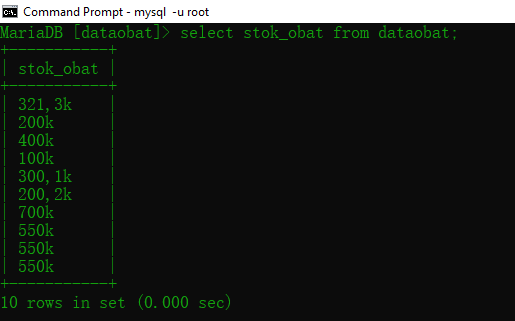 Command Prompt - mysql -u root
MariaDB [dataobat]> select stok_obat from dataobat;
+-----------+
| stok_obat |
+-----------+
| 321,3k    |
| 200k      |
| 400k      |
| 100k      |
| 300,1k    |
| 200,2k    |
| 700k      |
| 550k      |
| 550k      |
| 550k      |
+-----------+
10 rows in set (0.000 sec)